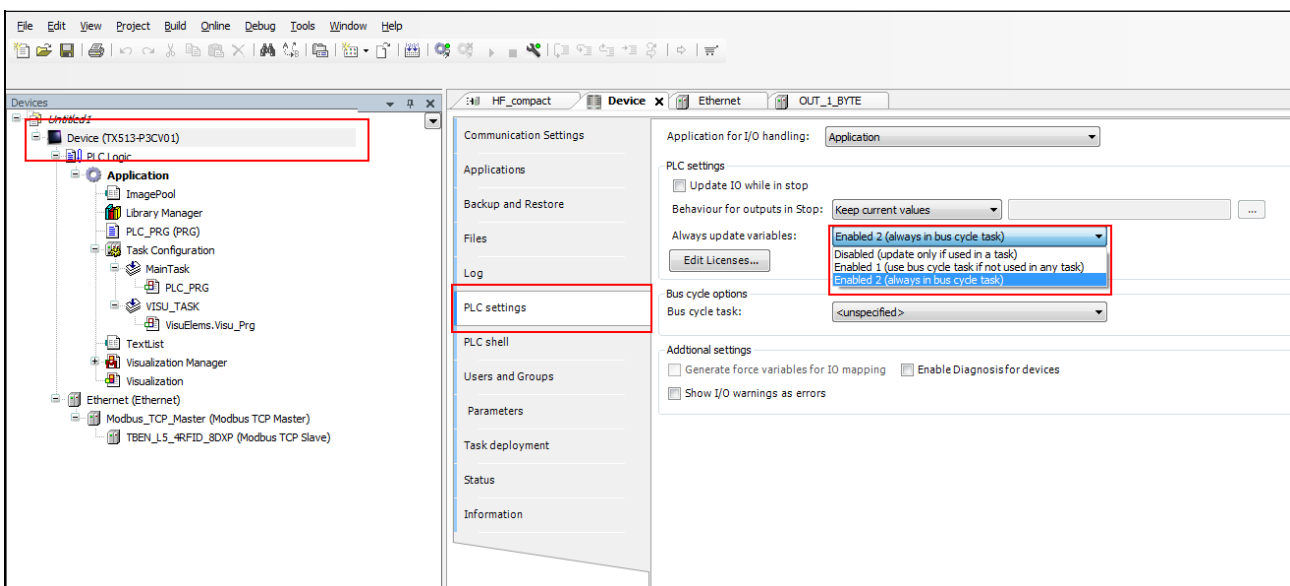 File Edit View Project Build Online Debug Tools Window Help
Devices
Untitled1
Device (TX513-P3CV01)
PLC Logic
Application
ImagePool
Library Manager
PLC_PRG (PRG)
Task Configuration
MainTask
PLC_PRG
VISU_TASK
VisuElems.Visu_Prg
TextList
Visualization Manager
Visualization
Ethernet (Ethernet)
Modbus_TCP_Master (Modbus TCP Master)
TBEN_L5_4RFID_8DXP (Modbus TCP Slave)
HF_compact Device Ethernet OUT_1_BYTE
Communication Settings
Applications
Backup and Restore
Files
Log
PLC settings
PLC shell
Users and Groups
Parameters
Task deployment
Status
Information
Application for I/O handling: Application
PLC settings
Update IO while in stop
Behaviour for outputs in Stop: Keep current values ...
Always update variables: Enabled 2 (always in bus cycle task)
Disabled (update only if used in a task)
Enabled 1 (use bus cycle task if not used in any task)
Enabled 2 (always in bus cycle task)
Edit Licenses...
Bus cycle options
Bus cycle task: <unspecified>
Addtional settings
Generate force variables for IO mapping Enable Diagnosis for devices
Show I/O warnings as errors